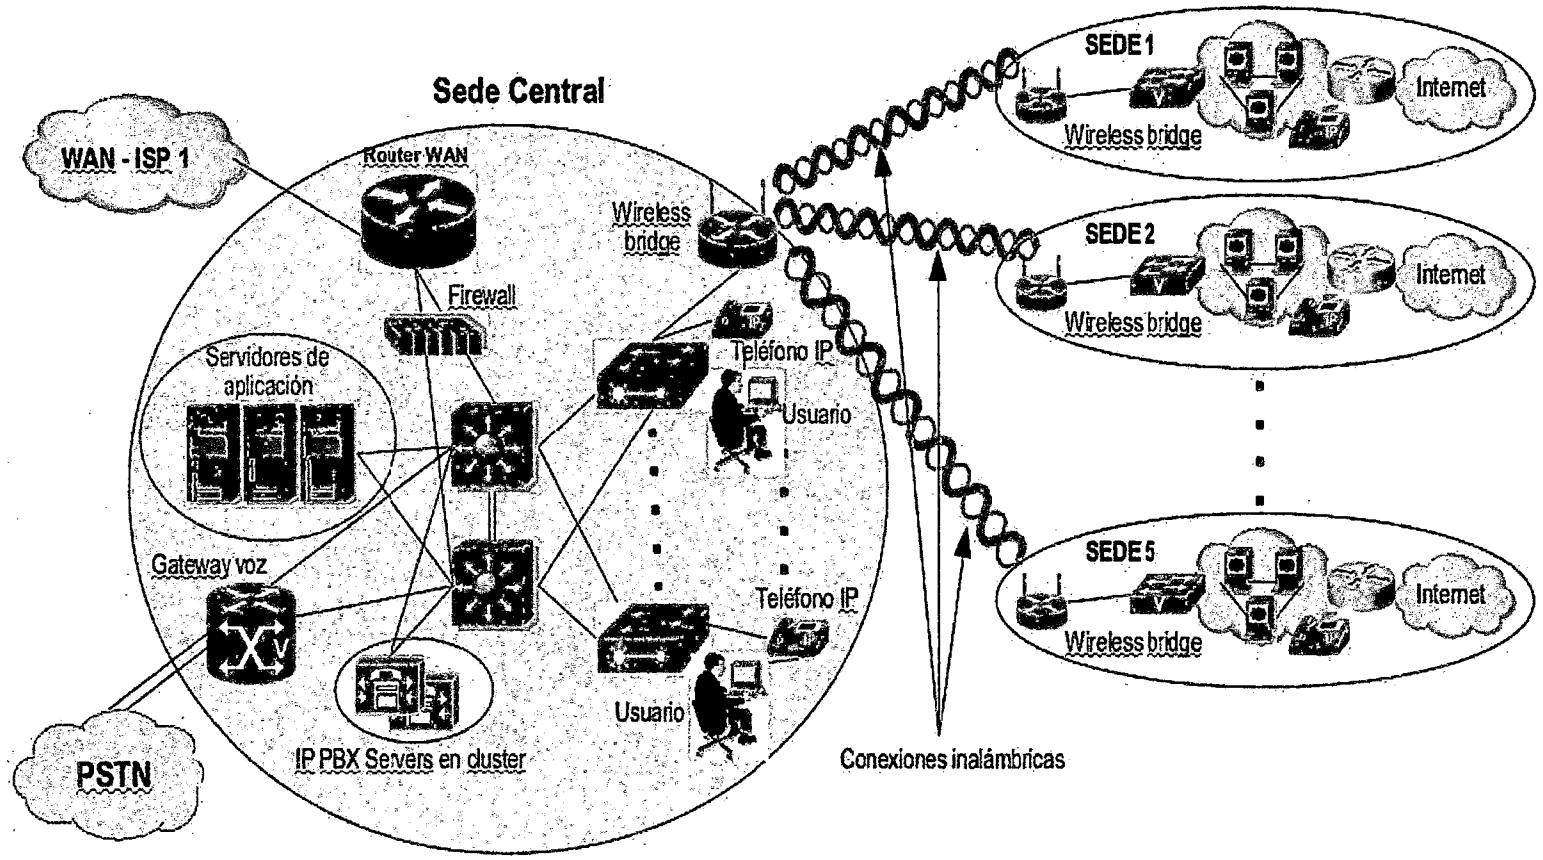 Sede Central
WAN - ISP 1
Router WAN
Wireless
bridge
Firewall
Servidores de
aplicación
Teléfono IP
Usuario
Gateway voz
V
Teléfono IP
Usuario
IP PBX Servers en cluster
PSTN
Conexiones inalámbricas
SEDE 1
Wireless bridge
V
Internet
SEDE 2
Wireless bridge
V
Internet
SEDE 5
Wireless bridge
V
Internet